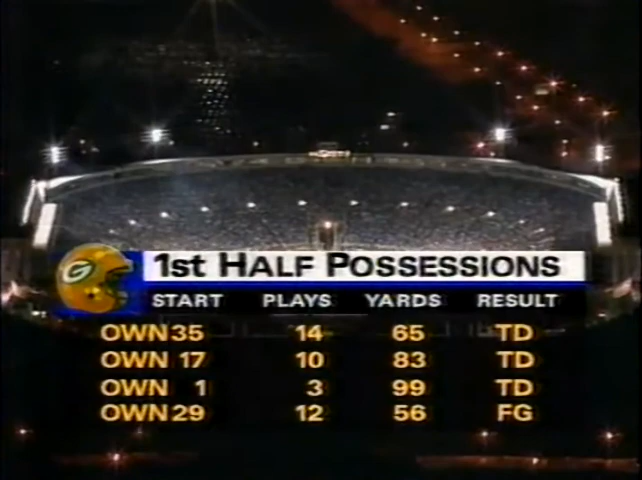 G
1st HALF POSSESSIONS
START PLAYS YARDS RESULT
OWN 35 14 65 TD
OWN 17 10 83 TD
OWN 1 3 99 TD
OWN 29 12 56 FG